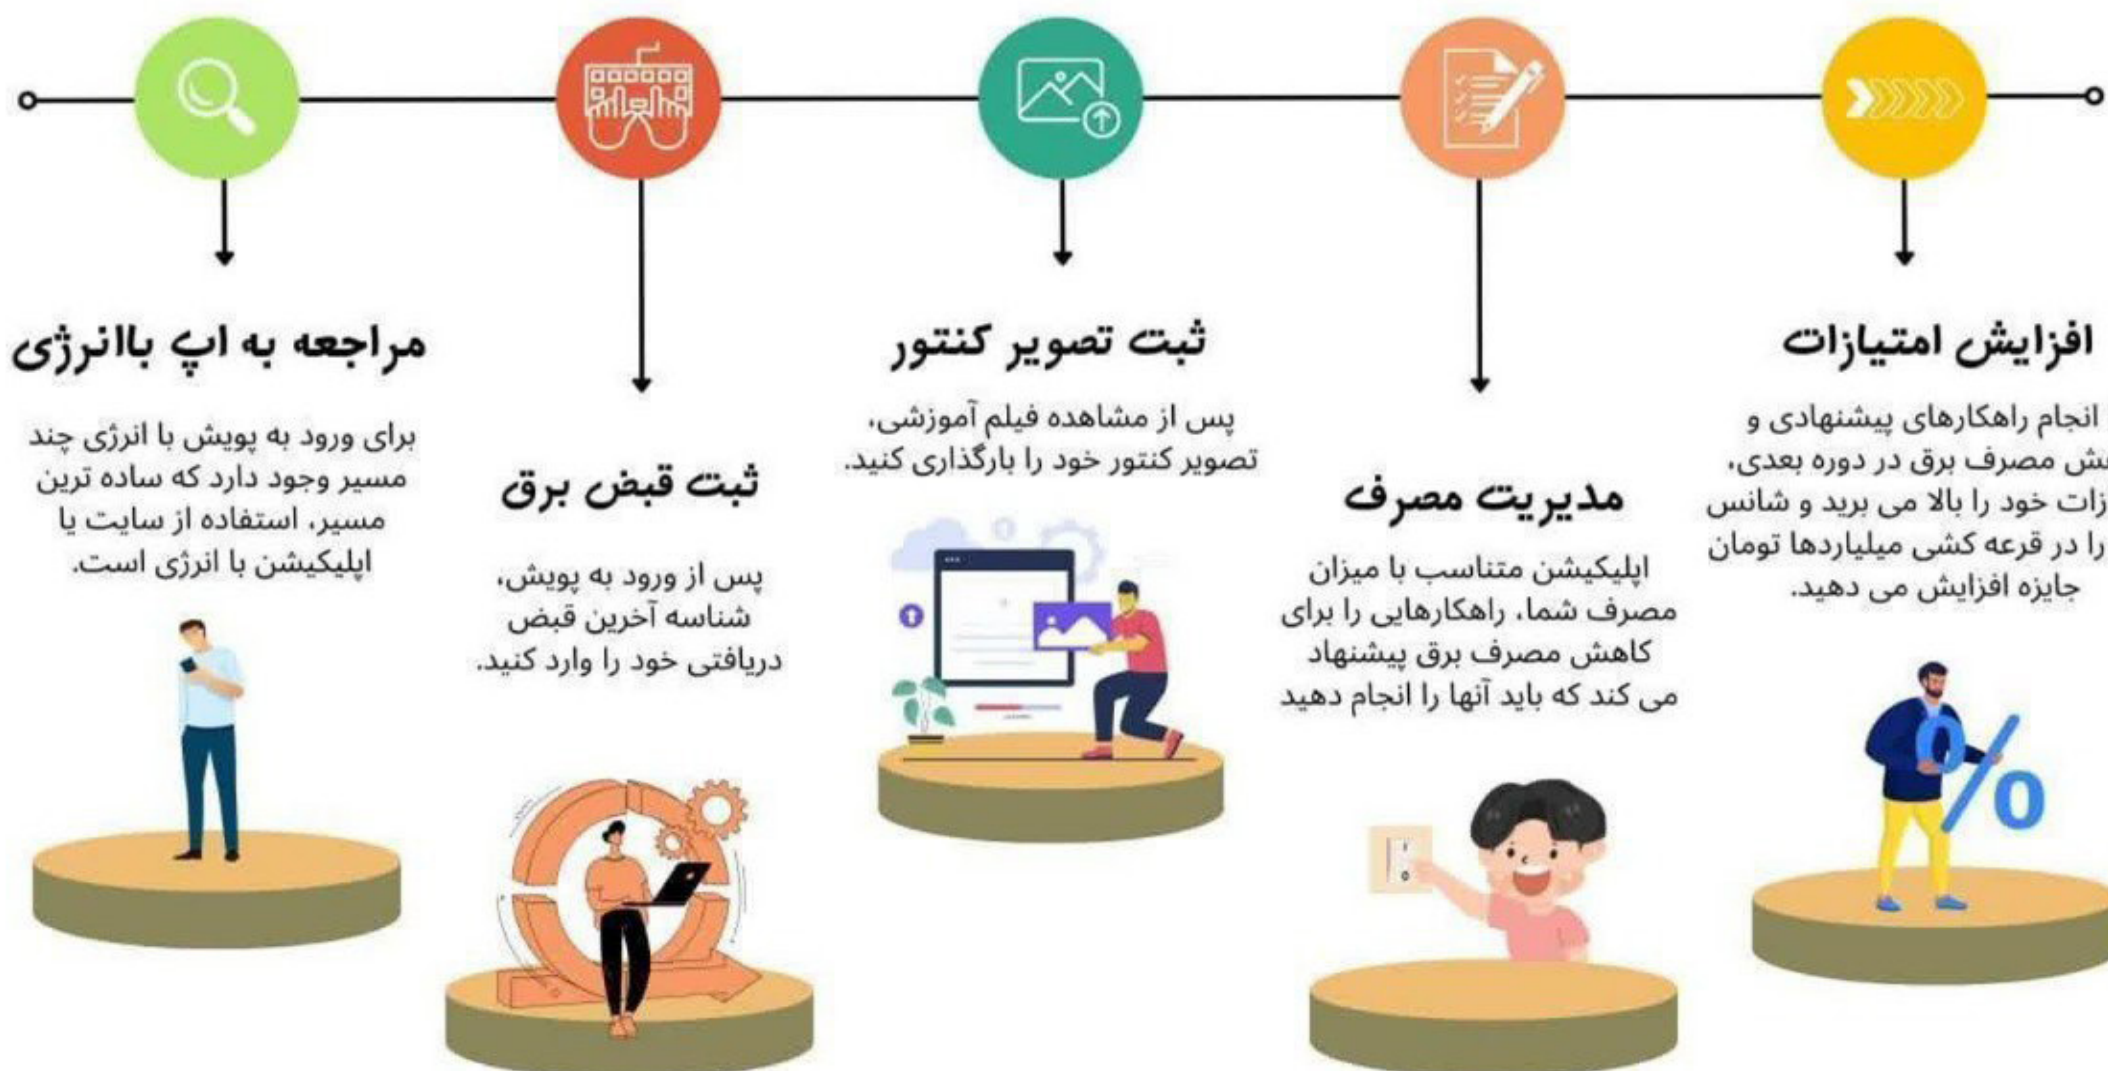 مراجعه به اپ باانرژی
برای ورود به پویش با انرژی چند
مسیر وجود دارد که ساده ترین
مسیر، استفاده از سایت یا
اپلیکیشن با انرژی است.
ثبت قبض برق
پس از ورود به پویش،
شناسه آخرین قبض
دریافتی خود را وارد کنید.
ثبت تصویر کنتور
پس از مشاهده فیلم آموزشی،
تصویر کنتور خود را بارگذاری کنید.
مدیریت مصرف
اپلیکیشن متناسب با میزان
مصرف شما، راهکارهایی را برای
کاهش مصرف برق پیشنهاد
می کند که باید آنها را انجام دهید
افزایش امتیازات
انجام راهکارهای پیشنهادی و
مصرف برق در دوره بعدی،
خود را بالا می برید و شانس
را در قرعه کشی میلیاردها تومان
جایزه افزایش می دهید.
%